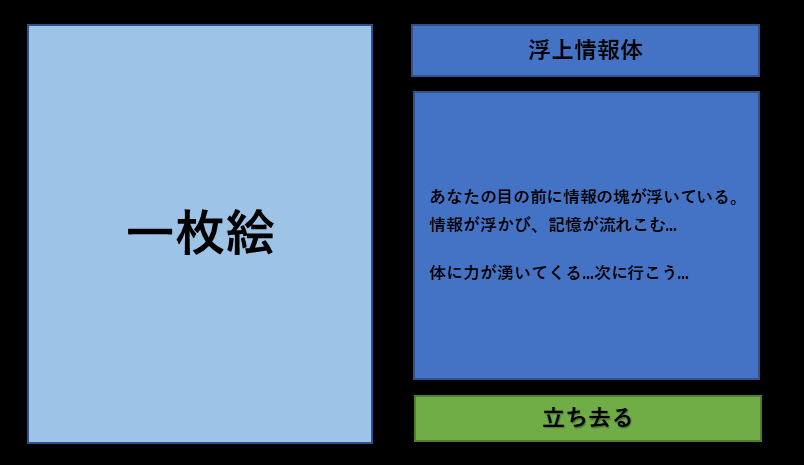 一枚絵
浮上情報体
あなたの目の前に情報の塊が浮いている。
情報が浮かび、記憶が流れこむ...
体に力が湧いてくる...次に行こう...
立ち去る